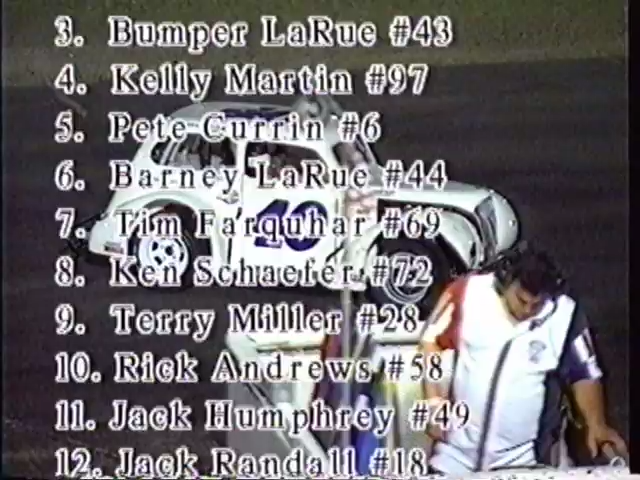 3. Bumper LaRue #43
4. Kelly Martin #97
5. Pete Currin #6
6. Barney LaRue #44
7. Tim Farquhar #69
8. Ken Schaefer #72
9. Terry Miller #28
10. Rick Andrews #58
11. Jack Humphrey #49
12. Jack Randall #18
40